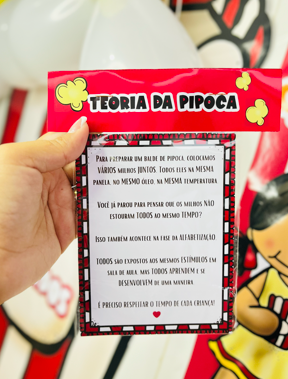 TEORIA DA PIPOCA
PARA PREPARAR UM BALDE DE PIPOCA, COLOCAMOS
VÁRIOS MILHOS JUNTOS. TODOS ELES NA MESMA
PANELA, NO MESMO ÓLEO, NA MESMA TEMPERATURA
VOCÊ JÁ PAROU PARA PENSAR QUE OS MILHOS NÃO
ESTOURAM TODOS AO MESMO TEMPO?
ISSO TAMBÉM ACONTECE NA FASE DA ALFABETIZAÇÃO.
TODOS SÃO EXPOSTOS AOS MESMOS ESTÍMULOS EM
SALA DE AULA, MAS TODOS APRENDEM E SE
DESENVOLVEM DE UMA MANEIRA.
É PRECISO RESPEITAR O TEMPO DE CADA CRIANÇA!